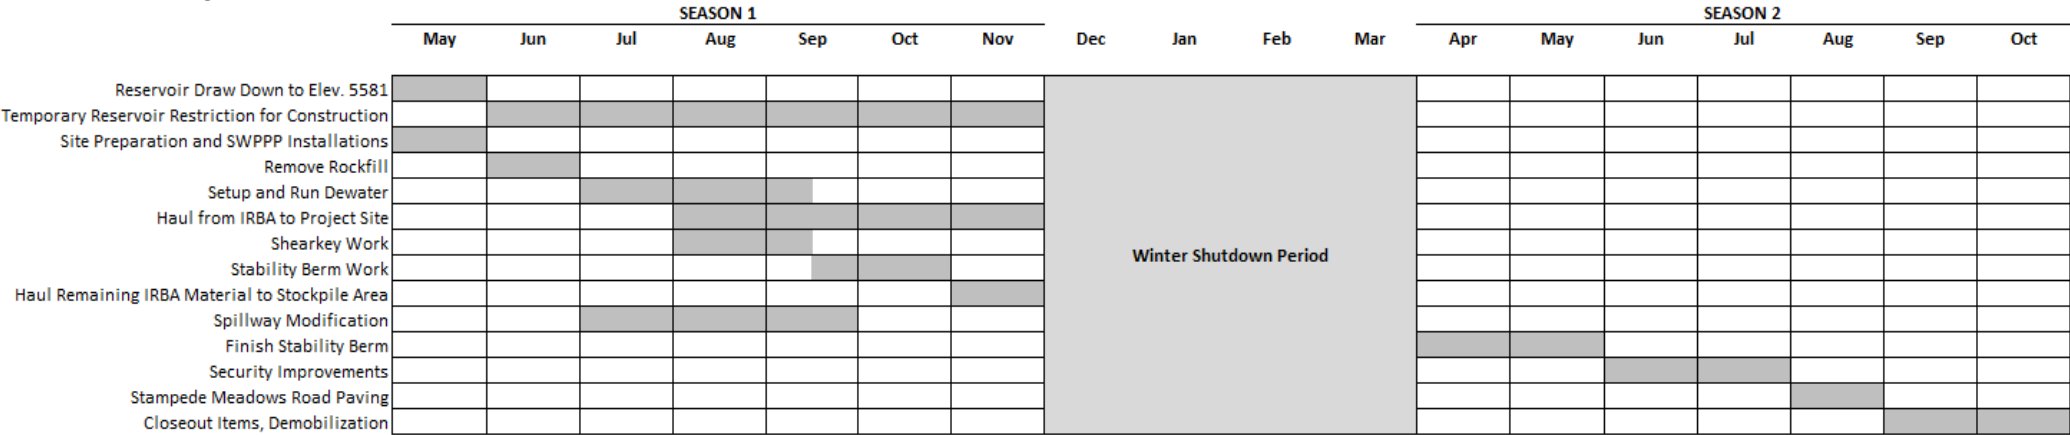 SEASON 1 SEASON 2
May Jun Jul Aug Sep Oct Nov Dec Jan Feb Mar Apr May Jun Jul Aug Sep Oct
Reservoir Draw Down to Elev. 5581
Temporary Reservoir Restriction for Construction
Site Preparation and SWPPP Installations
Remove Rockfill
Setup and Run Dewater
Haul from IRBA to Project Site
Shearkey Work
Winter Shutdown Period
Stability Berm Work
Haul Remaining IRBA Material to Stockpile Area
Spillway Modification
Finish Stability Berm
Security Improvements
Stampede Meadows Road Paving
Closeout Items, Demobilization